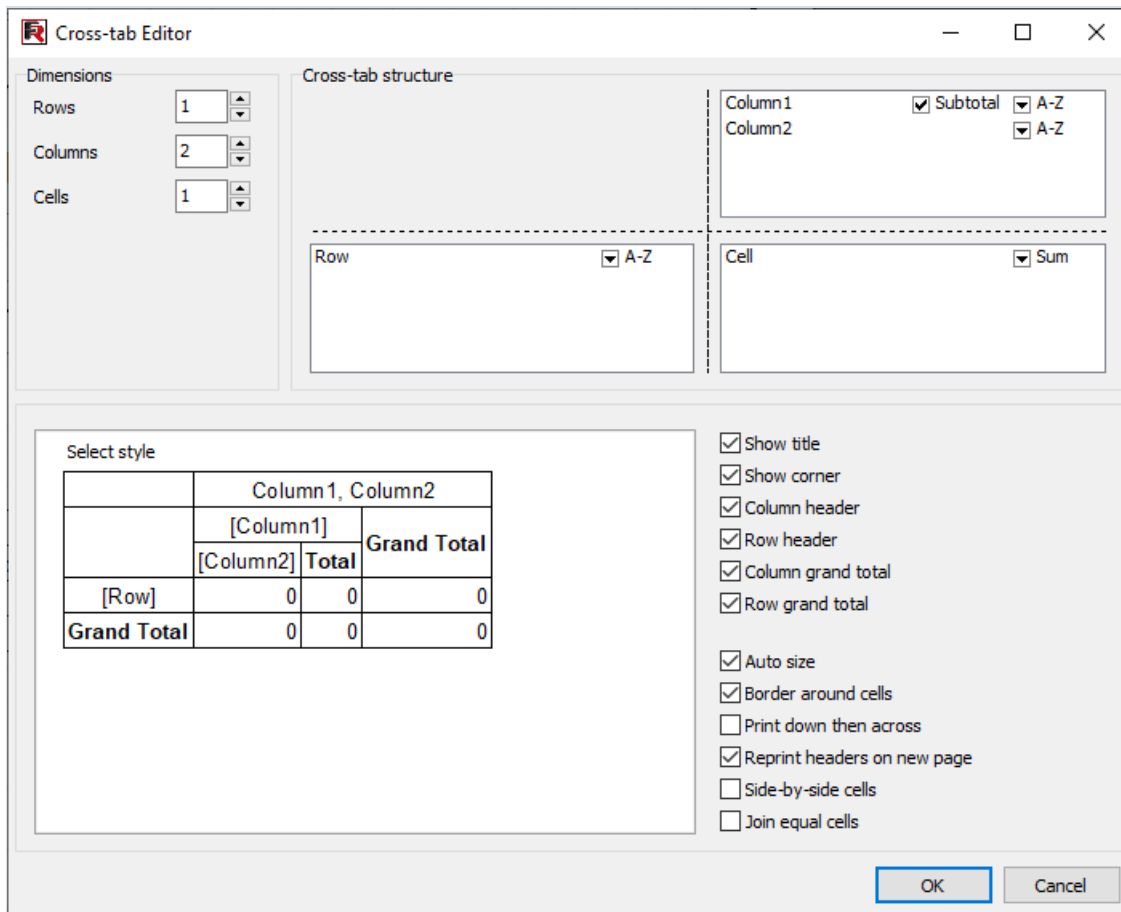 Cross-tab Editor
Dimensions
Rows 1
Columns 2
Cells 1
Cross-tab structure
Column1 Subtotal A-Z
Column2 A-Z
Row A-Z
Cell Sum
Select style
Column1, Column2
[Column1] Grand Total
[Column2] Total
[Row] 0 0 0
Grand Total 0 0 0
Show title
Show corner
Column header
Row header
Column grand total
Row grand total
Auto size
Border around cells
Print down then across
Reprint headers on new page
Side-by-side cells
Join equal cells
OK Cancel